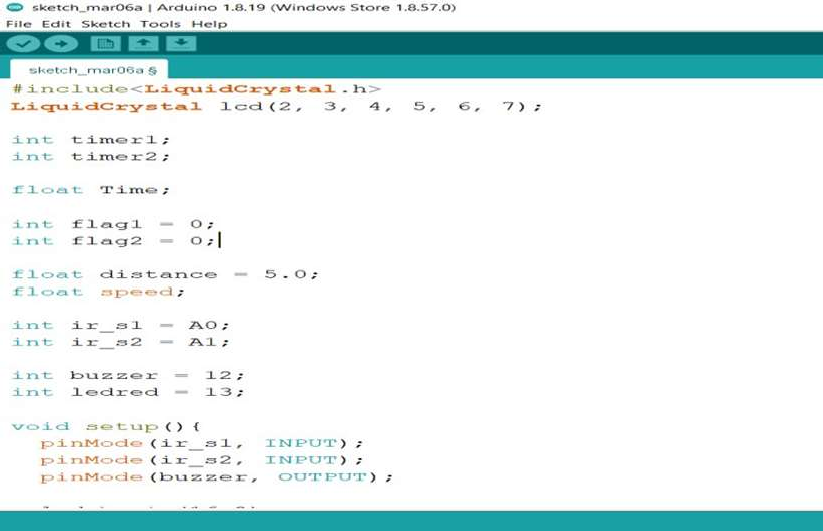 sketch_mar06a | Arduino 1.8.19 (Windows Store 1.8.57.0)
File Edit Sketch Tools Help
sketch_mar06a §
#include<LiquidCrystal.h>
LiquidCrystal lcd(2, 3, 4, 5, 6, 7);
int timer1;
int timer2;
float Time;
int flag1 = 0;
int flag2 = 0;
float distance = 5.0;
float speed;
int ir_s1 = A0;
int ir_s2 = A1;
int buzzer = 12;
int ledred = 13;
void setup(){
pinMode(ir_s1, INPUT);
pinMode(ir_s2, INPUT);
pinMode(buzzer, OUTPUT);